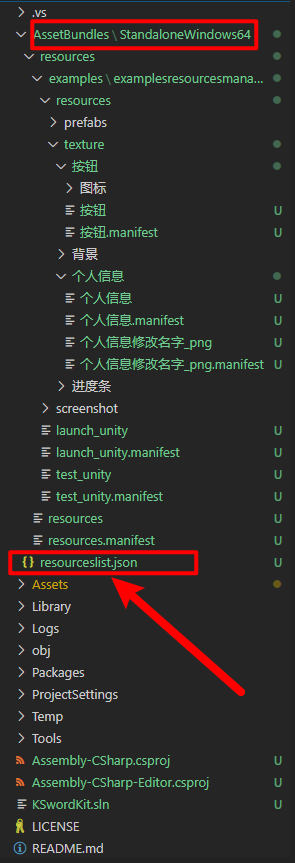 .vs
AssetBundles \ StandaloneWindows64
resources
examples \ examplesresourcesmana...
resources
prefabs
texture
按钮
图标
按钮 U
按钮.manifest U
背景
个人信息
个人信息 U
个人信息.manifest U
个人信息修改名字_png U
个人信息修改名字_png.manifest U
进度条
screenshot
launch_unity U
launch_unity.manifest U
test_unity U
test_unity.manifest U
resources U
resources.manifest U
{} resourceslist.json U
Assets
Library
Logs
obj
Packages
ProjectSettings
Temp
Tools
Assembly-CSharp.csproj U
Assembly-CSharp-Editor.csproj U
KSwordKit.sln U
LICENSE
README.md